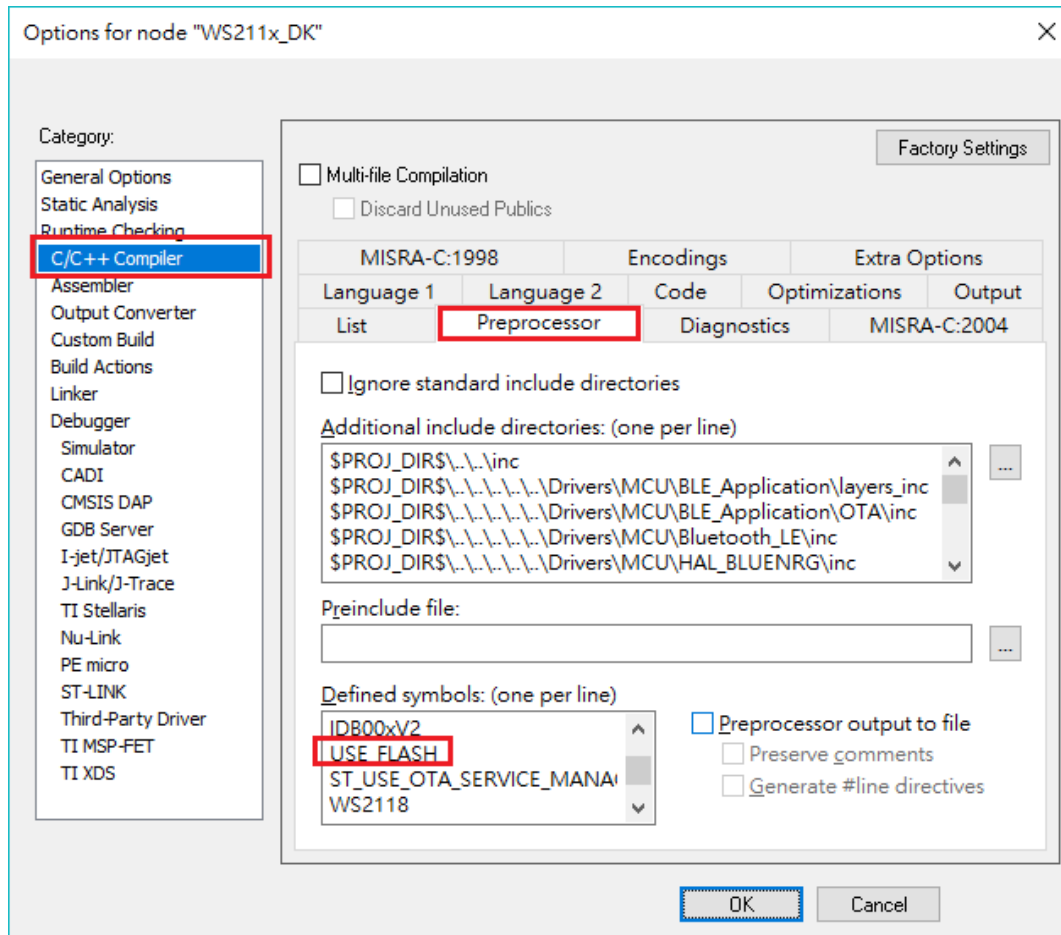 Options for node "WS211x_DK"
Category:
General Options
Static Analysis
Runtime Checking
C/C++ Compiler
Assembler
Output Converter
Custom Build
Build Actions
Linker
Debugger
Simulator
CADI
CMSIS DAP
GDB Server
I-jet/JTAGjet
J-Link/J-Trace
TI Stellaris
Nu-Link
PE micro
ST-LINK
Third-Party Driver
TI MSP-FET
TI XDS
Factory Settings
Multi-file Compilation
Discard Unused Publics
MISRA-C:1998 Encodings Extra Options
Language 1 Language 2 Code Optimizations Output
List Preprocessor Diagnostics MISRA-C:2004
Ignore standard include directories
Additional include directories: (one per line)
$PROJ_DIR$\..\..\inc
$PROJ_DIR$\..\..\..\..\..\Drivers\MCU\BLE_Application\layers_inc
$PROJ_DIR$\..\..\..\..\..\Drivers\MCU\BLE_Application\OTA\inc
$PROJ_DIR$\..\..\..\..\..\Drivers\MCU\Bluetooth_LE\inc
$PROJ_DIR$\..\..\..\..\..\Drivers\MCU\HAL_BLUENRG\inc
...
Preinclude file:
...
Defined symbols: (one per line)
IDB00xV2
USE_FLASH
ST_USE_OTA_SERVICE_MANA
WS2118
Preprocessor output to file
Preserve comments
Generate #line directives
OK Cancel